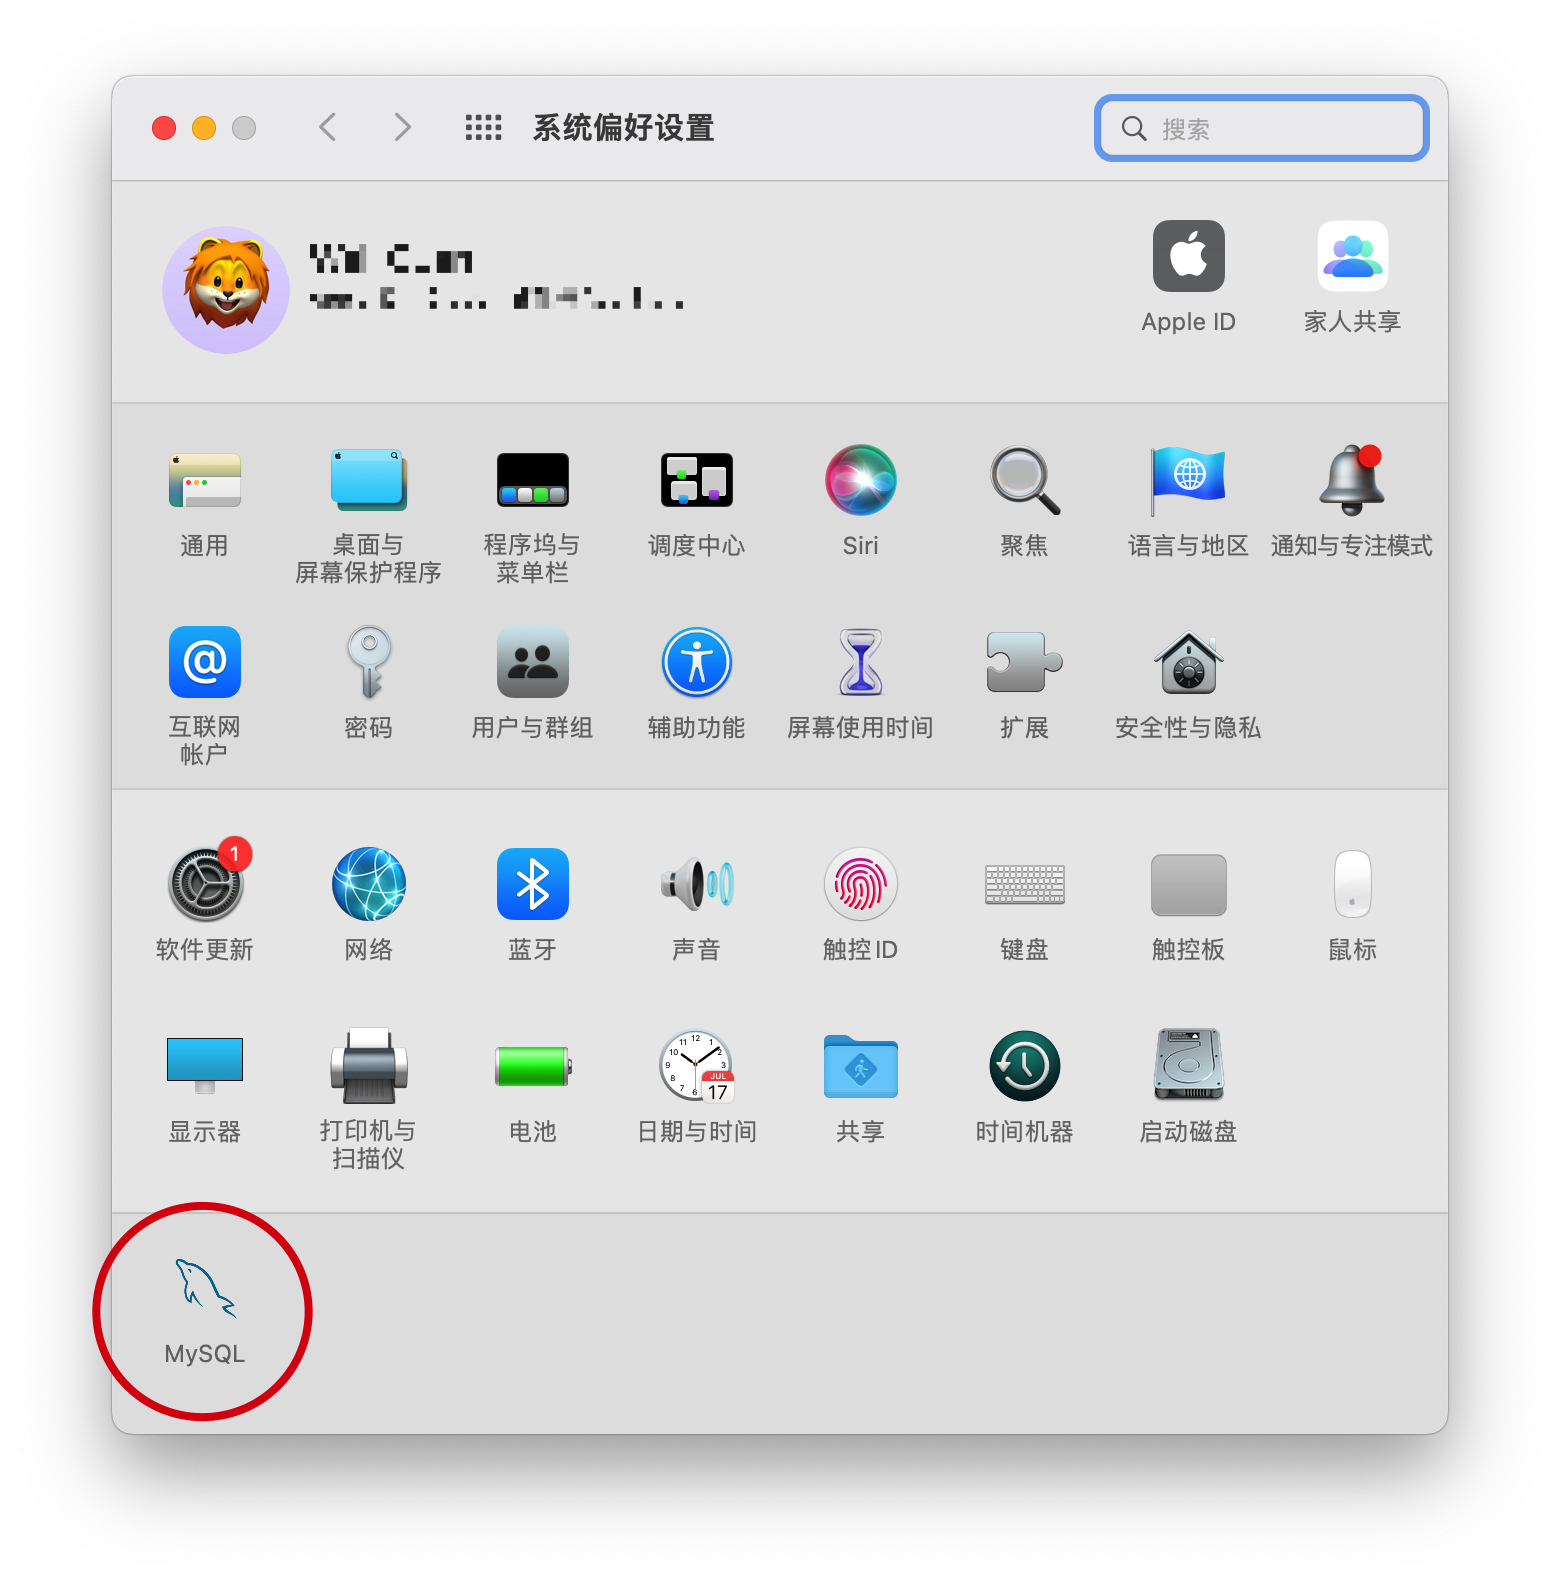 系统偏好设置
搜索
Apple ID
家人共享
通用
桌面与
屏幕保护程序
程序坞与
菜单栏
调度中心
Siri
聚焦
语言与地区
通知与专注模式
互联网
帐户
密码
用户与群组
辅助功能
屏幕使用时间
扩展
安全性与隐私
1
软件更新
网络
蓝牙
声音
触控 ID
键盘
触控板
鼠标
显示器
打印机与
扫描仪
电池
JUL
17
日期与时间
共享
时间机器
启动磁盘
MySQL